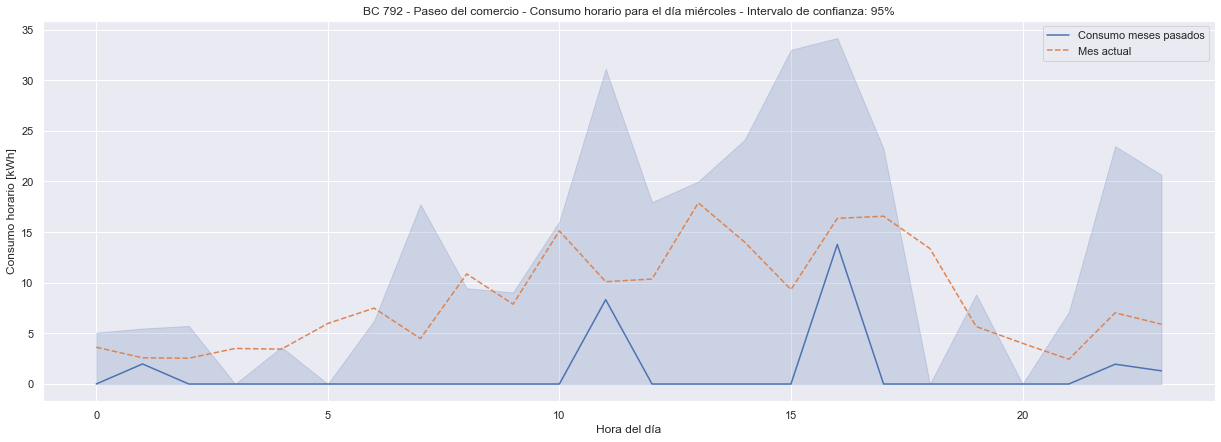 BC 792 - Paseo del comercio - Consumo horario para el día miércoles - Intervalo de confianza: 95%
Consumo meses pasados
Mes actual
35
30
25
20
15
10
5
0
Consumo horario [kWh]
0
5
10
15
20
Hora del día